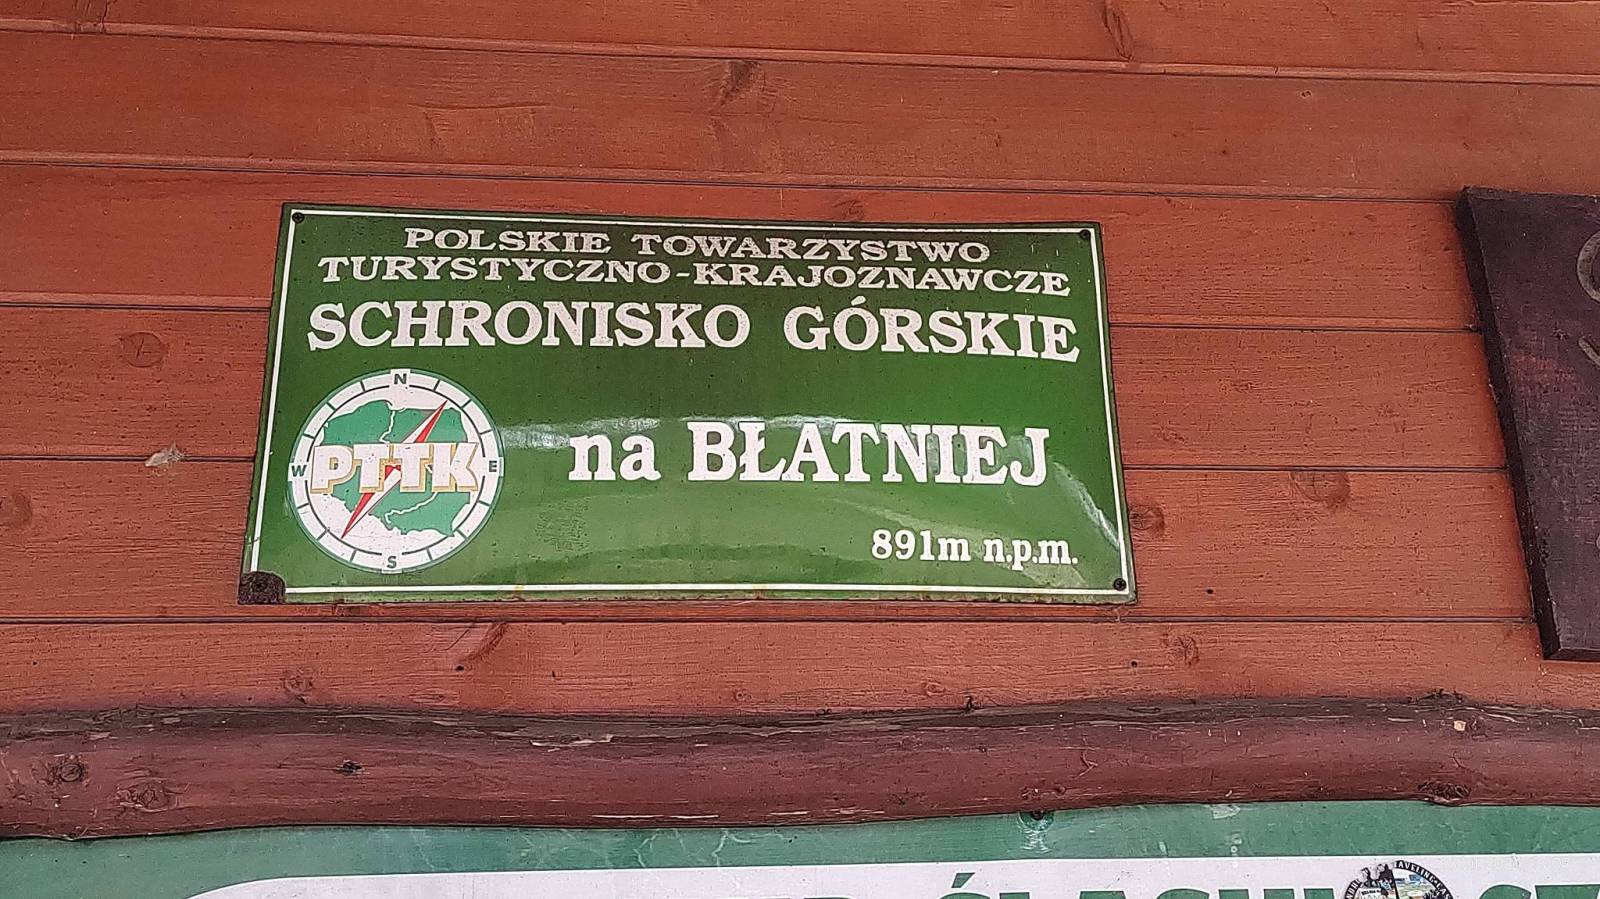 POLSKIE TOWARZYSTWO
TURYSTYCZNO-KRAJOZNAWCZE
SCHRONISKO GÓRSKIE
N
W PTTK E
S
na BŁATNIEJ
891m n.p.m.